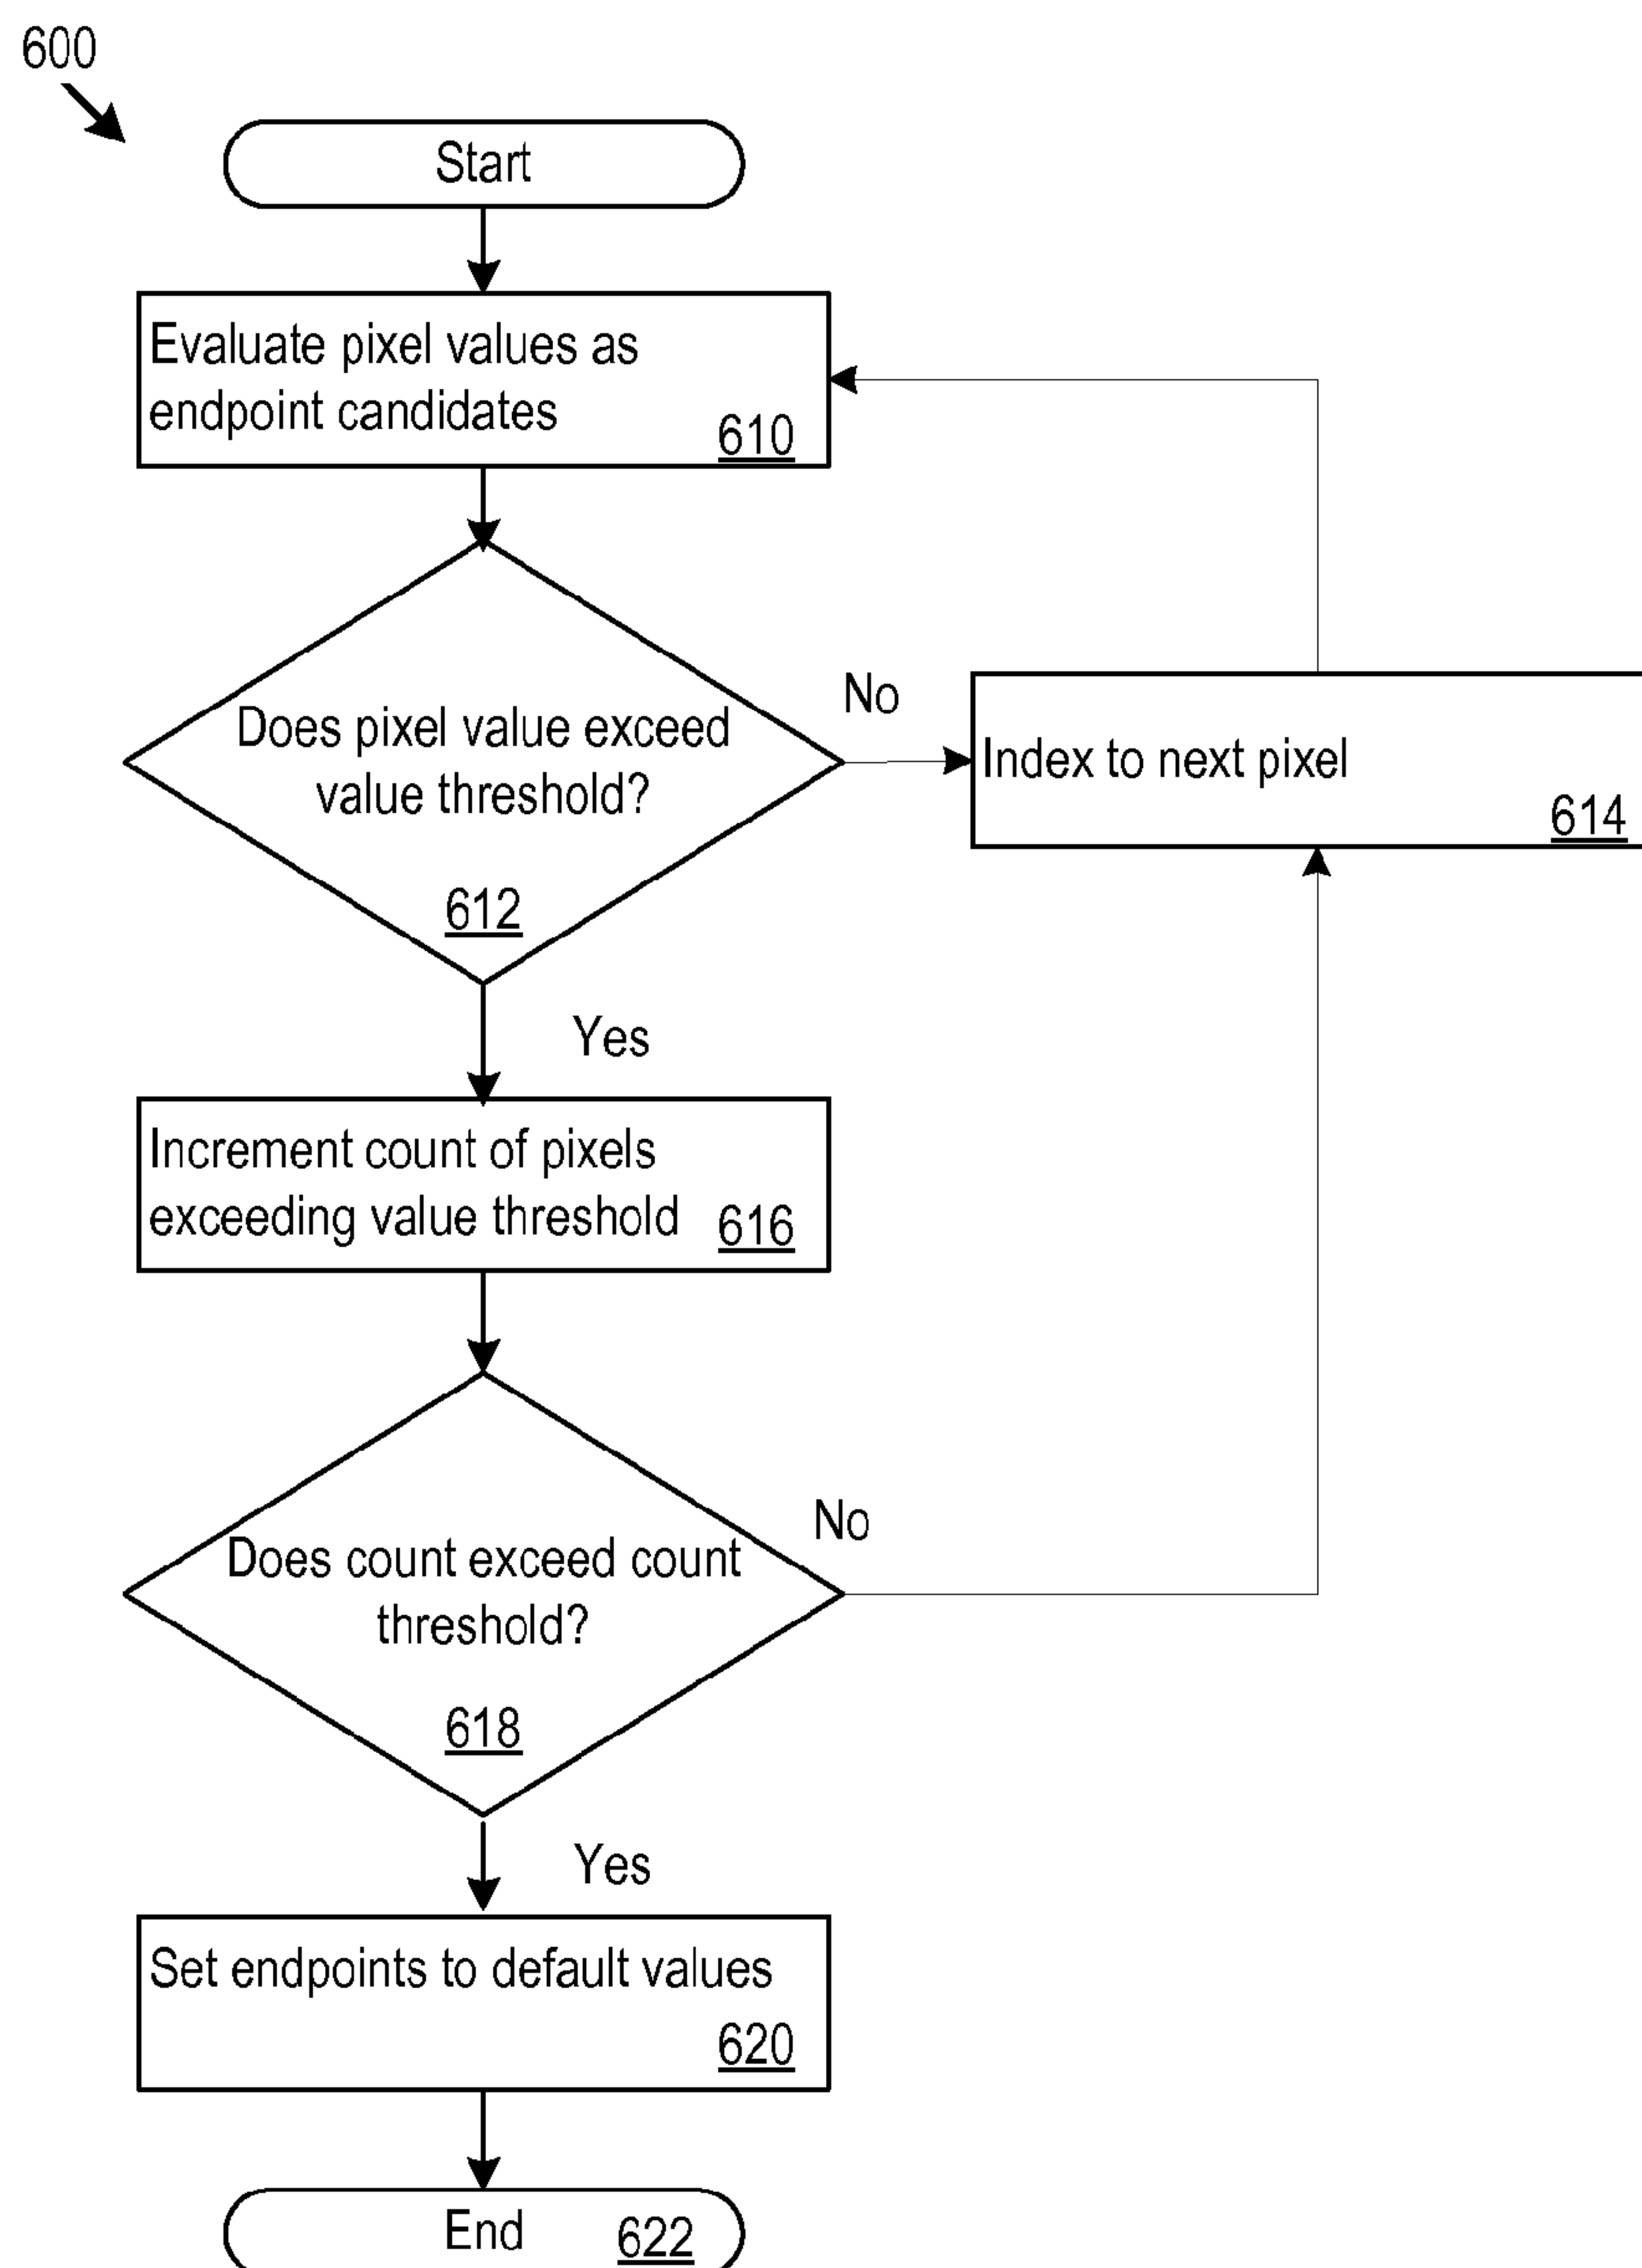 600
Start
Evaluate pixel values as
endpoint candidates
610
Does pixel value exceed
value threshold?
612
No
Index to next pixel
614
Yes
Increment count of pixels
exceeding value threshold
616
Does count exceed count
threshold?
618
No
Yes
Set endpoints to default values
620
End
622